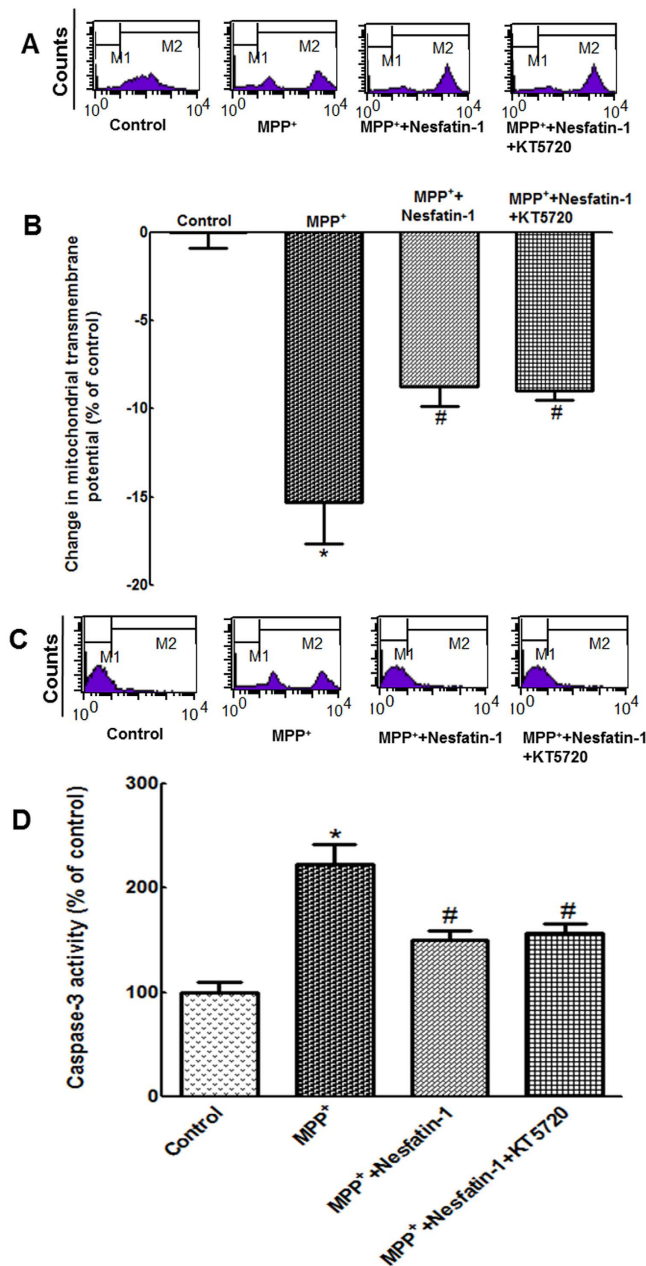 A
Counts
M1 M2
M1 M2
M1 M2
M1 M2
10⁰ 10⁴
10⁰ 10⁴
10⁰ 10⁴
10⁰ 10⁴
Control
MPP⁺
MPP⁺+Nesfatin-1
MPP⁺+Nesfatin-1
+KT5720
B
Control
MPP⁺
MPP⁺+
Nesfatin-1
MPP⁺+Nesfatin-1
+KT5720
Change in mitochondrial transmembrane
potential (% of control)
0
-5
-10
-15
-20
*
#
#
C
Counts
M1 M2
M1 M2
M1 M2
M1 M2
10⁰ 10⁴
10⁰ 10⁴
10⁰ 10⁴
10⁰ 10⁴
Control
MPP⁺
MPP⁺+Nesfatin-1
MPP⁺+Nesfatin-1
+KT5720
D
Caspase-3 activity (% of control)
300
200
100
0
*
#
#
Control
MPP⁺
MPP⁺ +Nesfatin-1
MPP⁺ +Nesfatin-1+KT5720